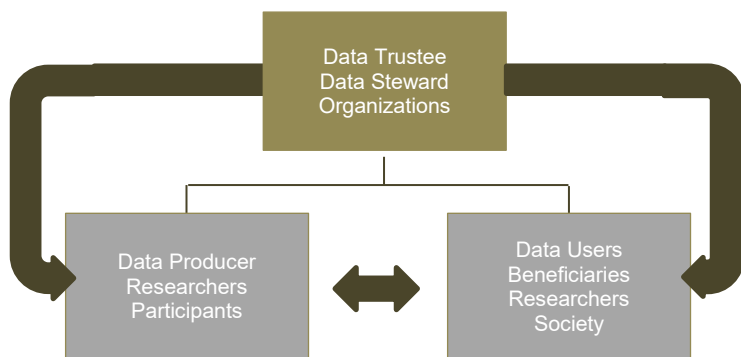 Data Trustee
Data Steward
Organizations
Data Producer
Researchers
Participants
Data Users
Beneficiaries
Researchers
Society